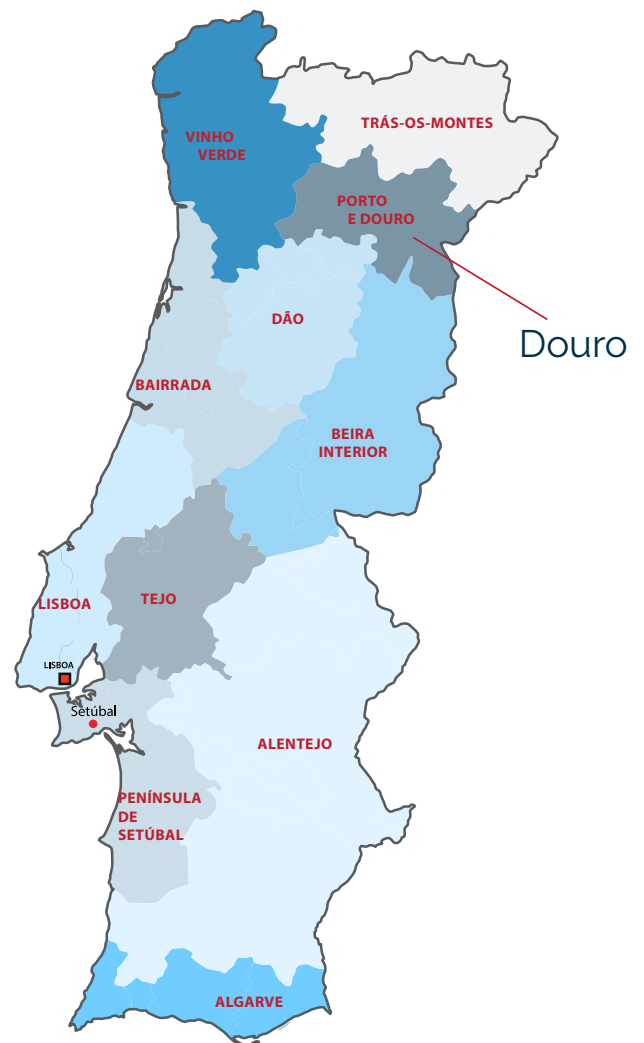 TRÁS-OS-MONTES
VINHO
VERDE
PORTO
E DOURO
DÃO
Douro
BAIRRADA
BEIRA
INTERIOR
TEJO
LISBOA
LISBOA
Setúbal
ALENTEJO
PENÍNSULA
DE
SETÚBAL
ALGARVE